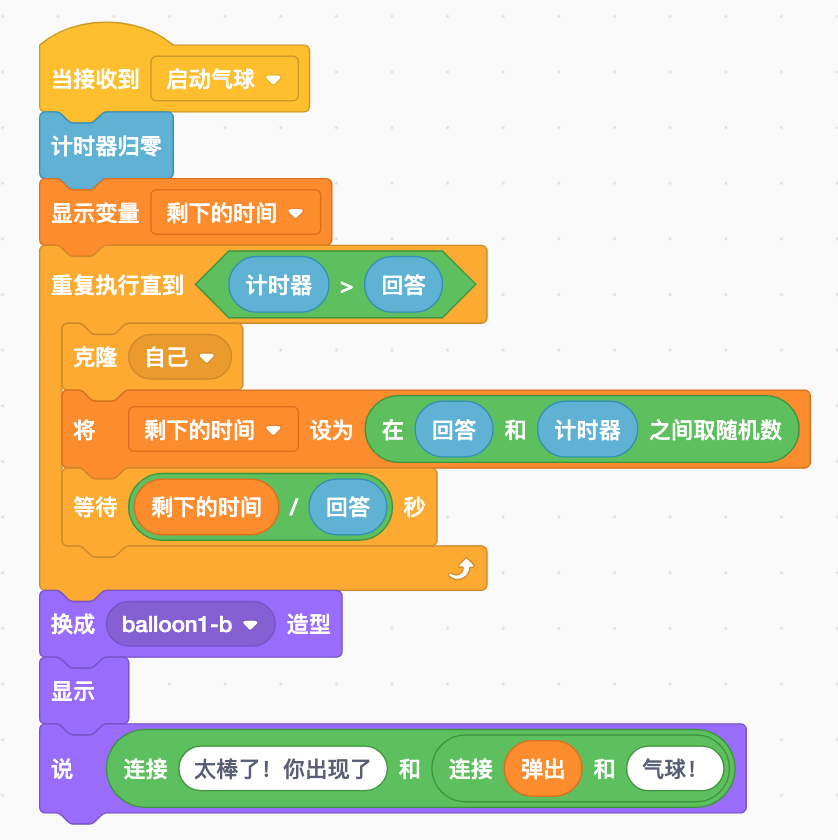 当接收到 启动气球
计时器归零
显示变量 剩下的时间
重复执行直到 计时器 > 回答
克隆 自己
将 剩下的时间 设为 在 回答 和 计时器 之间取随机数
等待 剩下的时间 / 回答 秒
换成 balloon1-b 造型
显示
说 连接 太棒了！你出现了 和 连接 弹出 和 气球！